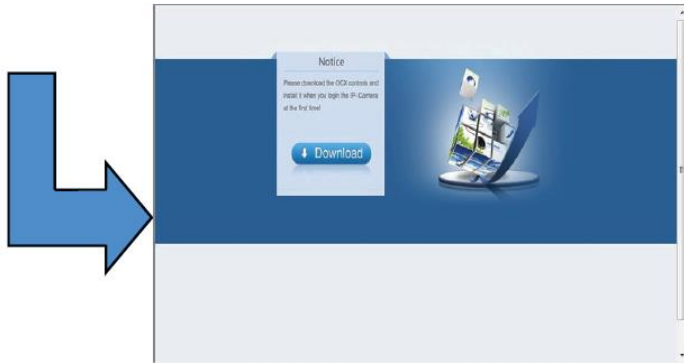 Notice
Please download the OCX controls and
install it when you login the IP-Camera
at the first time!
Download